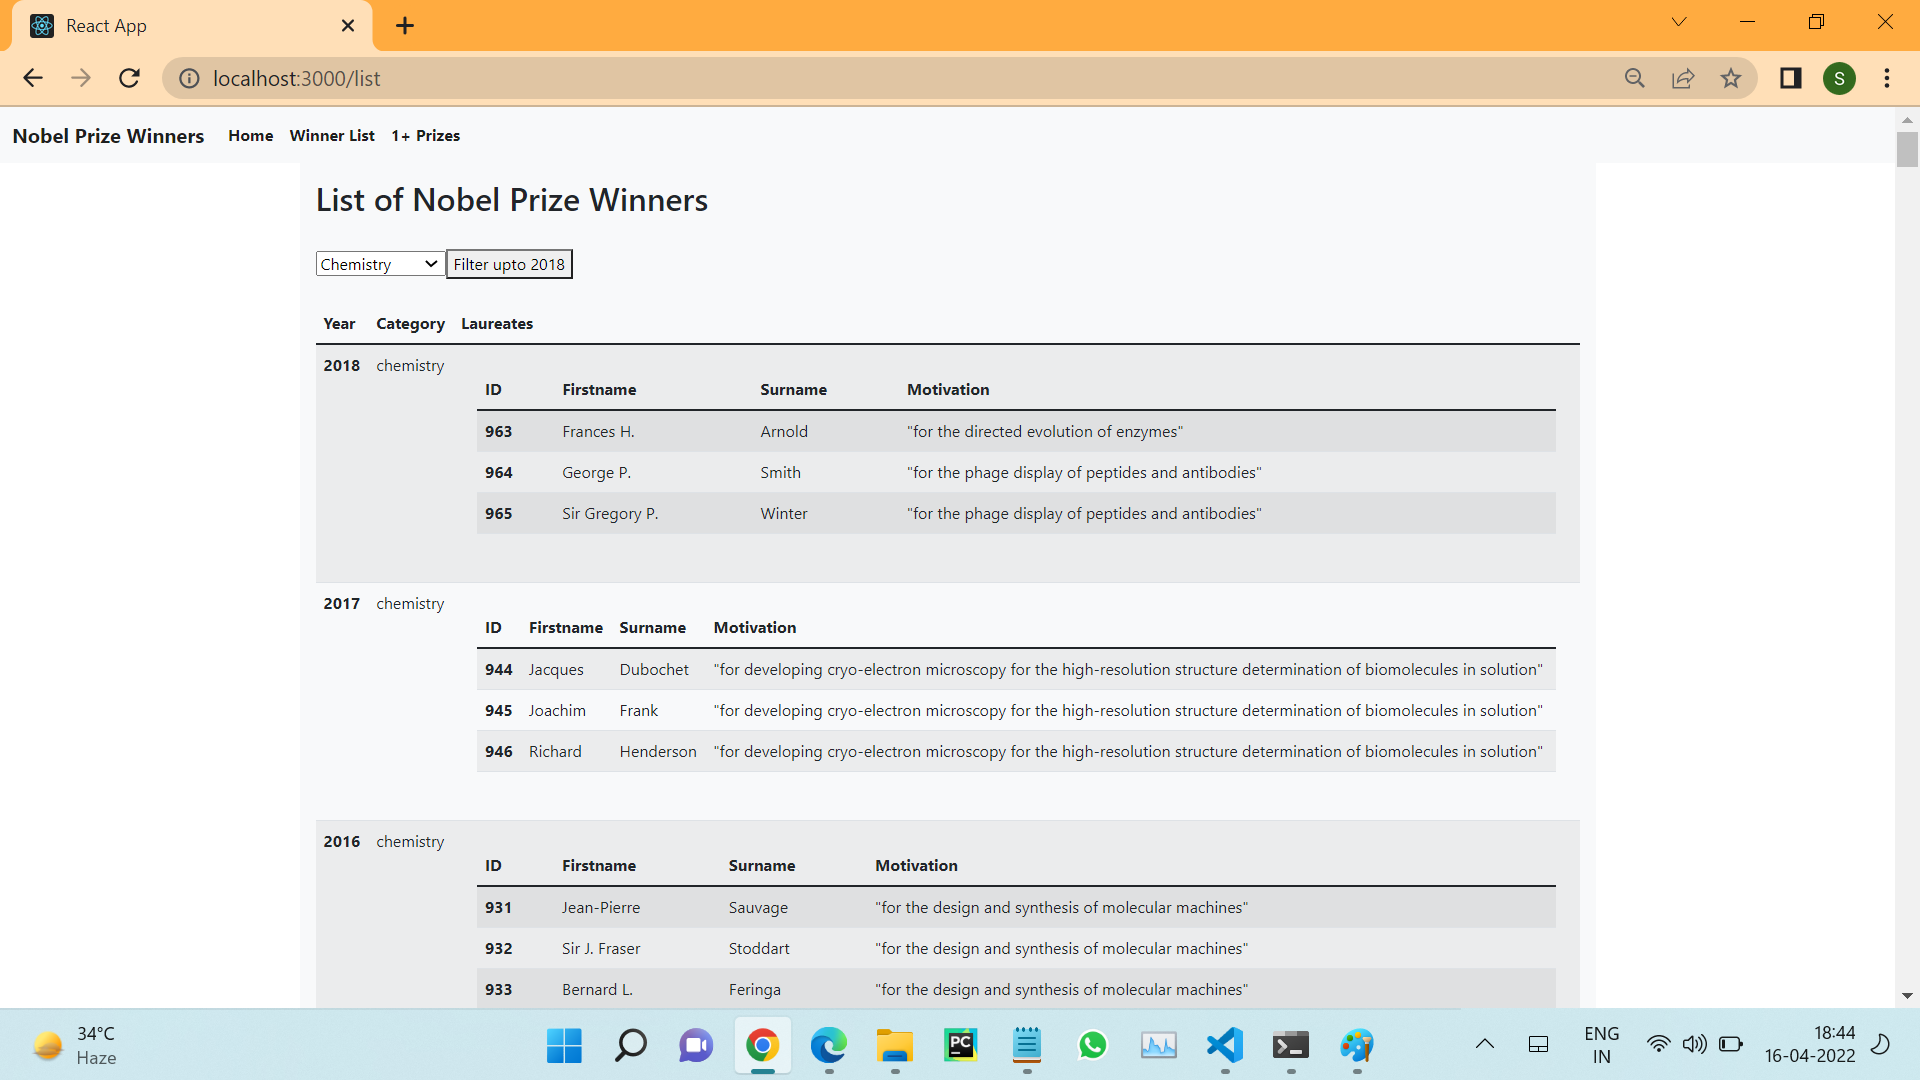 React App
localhost:3000/list
S
Nobel Prize Winners Home Winner List 1+ Prizes
List of Nobel Prize Winners
Chemistry Filter upto 2018
Year Category Laureates
2018 chemistry
ID Firstname Surname Motivation
963 Frances H. Arnold "for the directed evolution of enzymes"
964 George P. Smith "for the phage display of peptides and antibodies"
965 Sir Gregory P. Winter "for the phage display of peptides and antibodies"
2017 chemistry
ID Firstname Surname Motivation
944 Jacques Dubochet "for developing cryo-electron microscopy for the high-resolution structure determination of biomolecules in solution"
945 Joachim Frank "for developing cryo-electron microscopy for the high-resolution structure determination of biomolecules in solution"
946 Richard Henderson "for developing cryo-electron microscopy for the high-resolution structure determination of biomolecules in solution"
2016 chemistry
ID Firstname Surname Motivation
931 Jean-Pierre Sauvage "for the design and synthesis of molecular machines"
932 Sir J. Fraser Stoddart "for the design and synthesis of molecular machines"
933 Bernard L. Feringa "for the design and synthesis of molecular machines"
34°C
Haze
PC
ENG
IN
18:44
16-04-2022